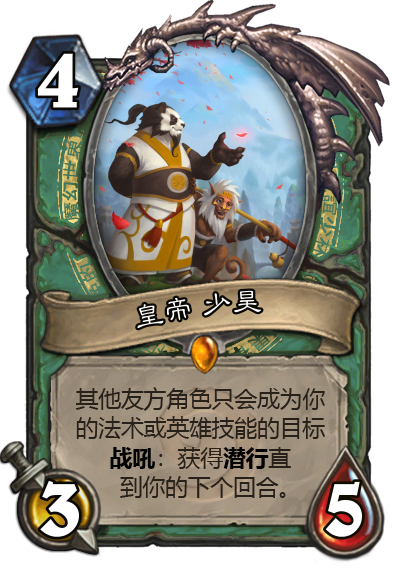 4
皇帝 少昊
其他友方角色只会成为你
的法术或英雄技能的目标
战吼：获得潜行直
到你的下个回合。
3
5